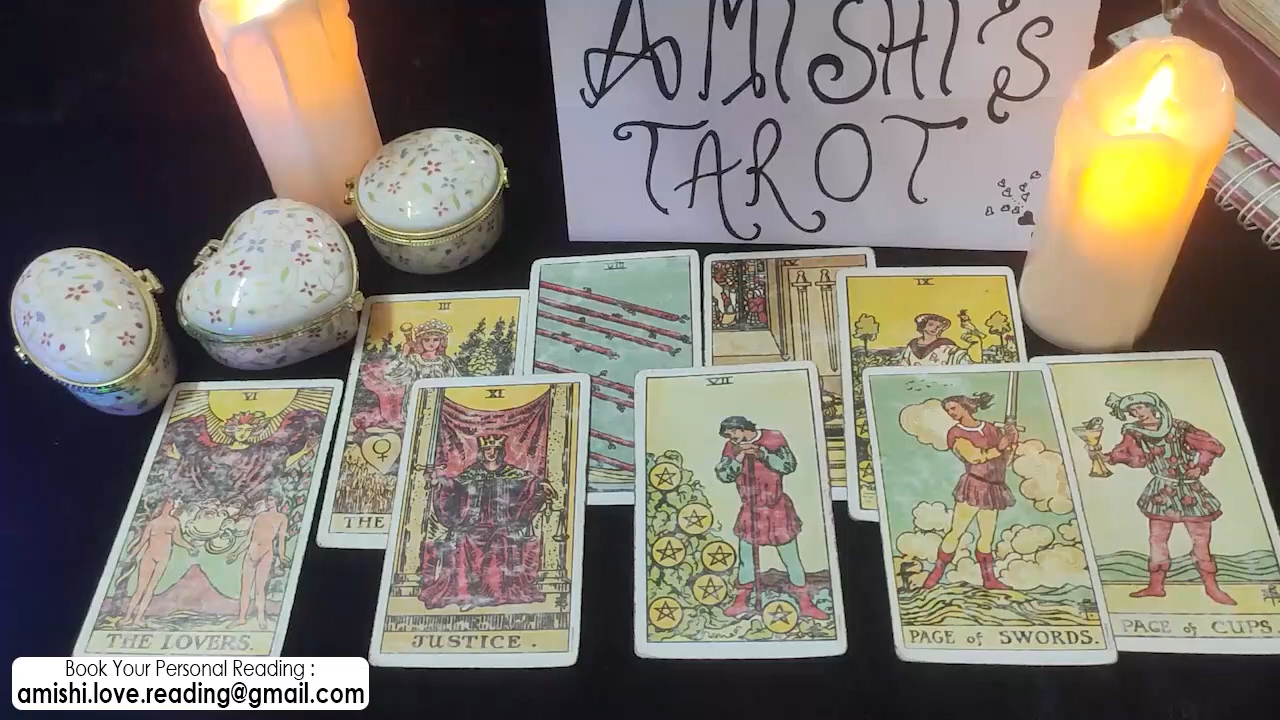 AMISHI'S
TAROT
VIII
IV
IX
III
VI
XI
VII
THE
THE LOVERS.
JUSTICE.
PAGE of SWORDS.
PAGE of CUPS.
Book Your Personal Reading :
amishi.love.reading@gmail.com